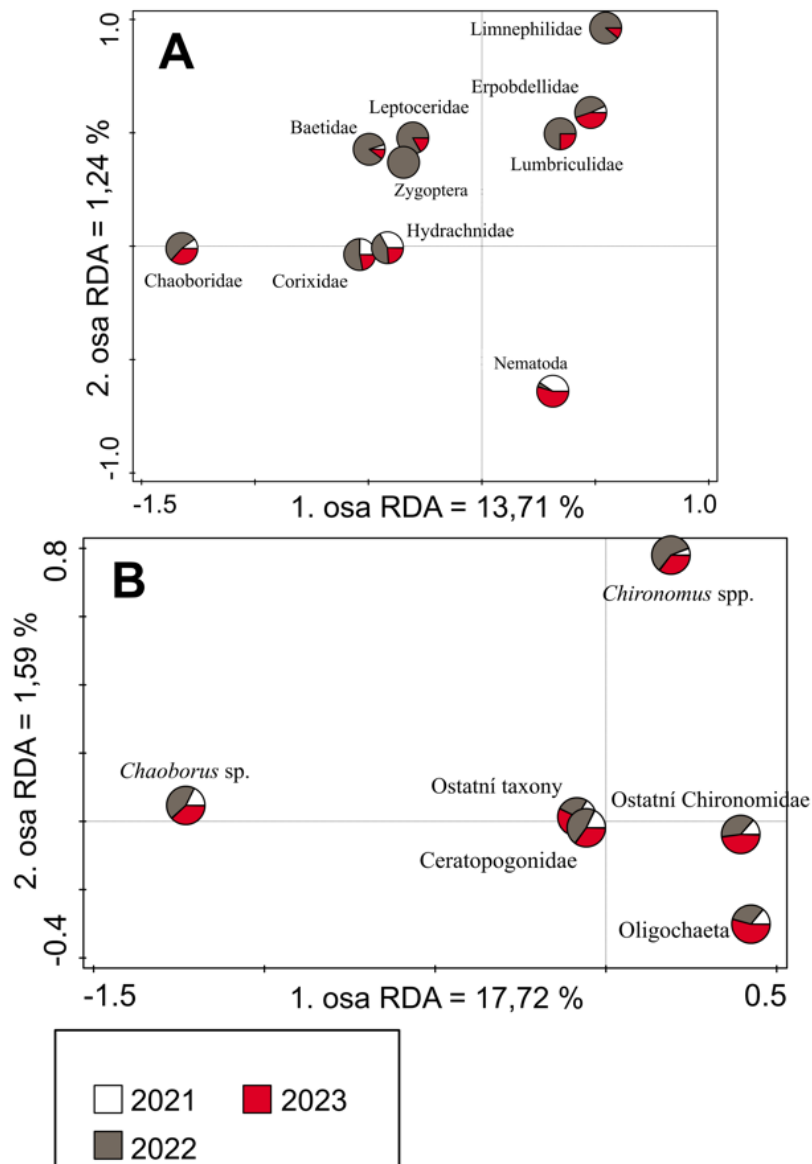 A
1.0
Limnephilidae
Erpobdellidae
Leptoceridae
Baetidae
Lumbriculidae
Zygoptera
Hydrachnidae
Chaoboridae
Corixidae
Nematoda
2. osa RDA = 1,24 %
-1.0
-1.5
1. osa RDA = 13,71 %
1.0
B
0.8
Chironomus spp.
Chaoborus sp.
Ostatní taxony
Ostatní Chironomidae
Ceratopogonidae
Oligochaeta
2. osa RDA = 1,59 %
-0.4
-1.5
1. osa RDA = 17,72 %
0.5
2021
2023
2022